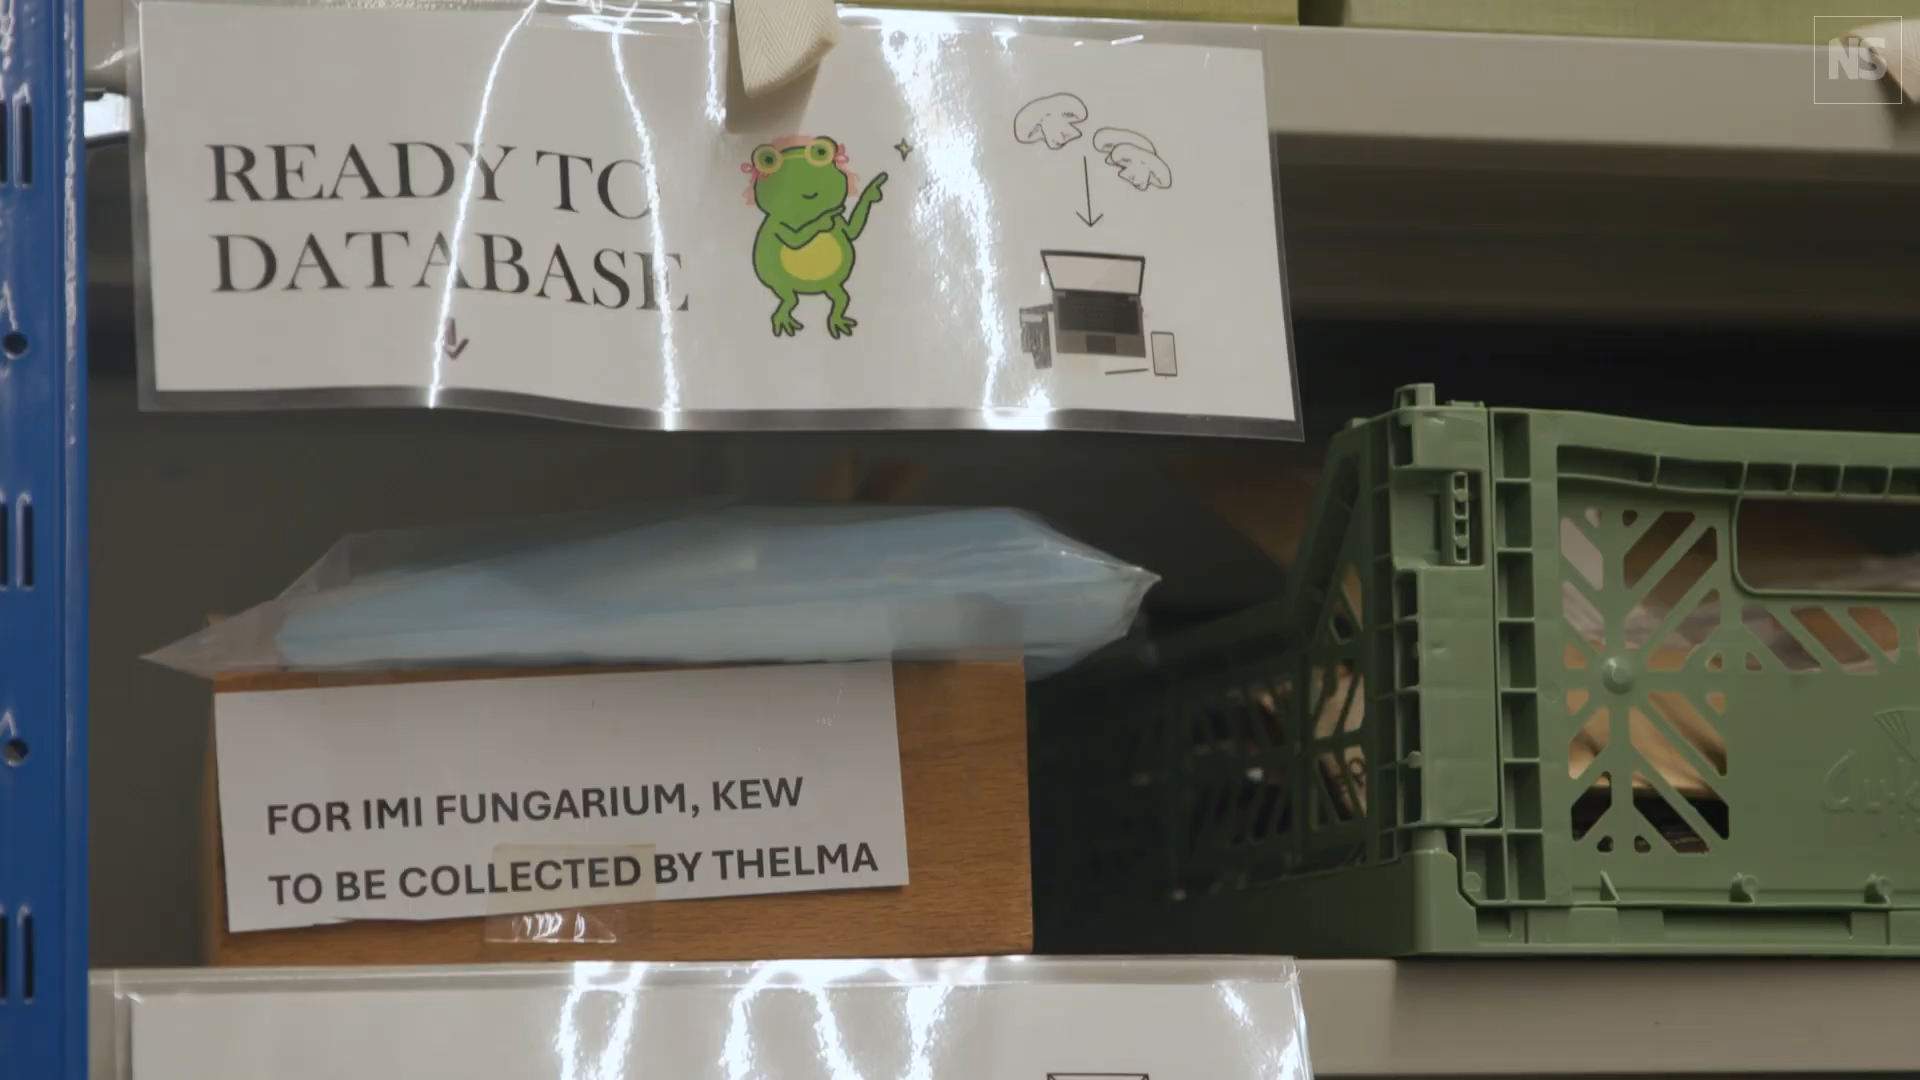 NS
READY TO
DATABASE
FOR IMI FUNGARIUM, KEW
TO BE COLLECTED BY THELMA